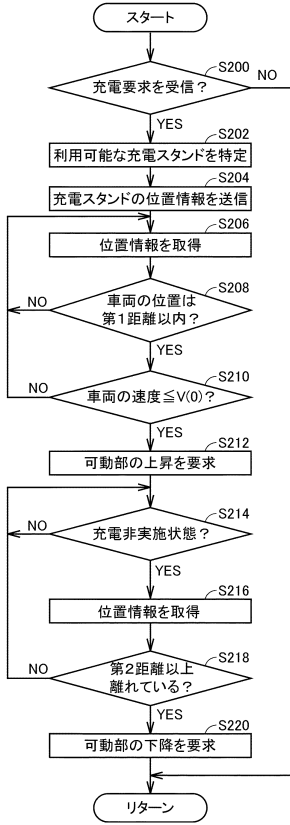 スタート
S200
充電要求を受信？
NO
YES
S202
利用可能な充電スタンドを特定
S204
充電スタンドの位置情報を送信
S206
位置情報を取得
S208
車両の位置は
第1距離以内？
NO
YES
S210
車両の速度≦V(0)？
NO
YES
S212
可動部の上昇を要求
S214
充電非実施状態？
NO
YES
S216
位置情報を取得
S218
第2距離以上
離れている？
NO
YES
S220
可動部の下降を要求
リターン